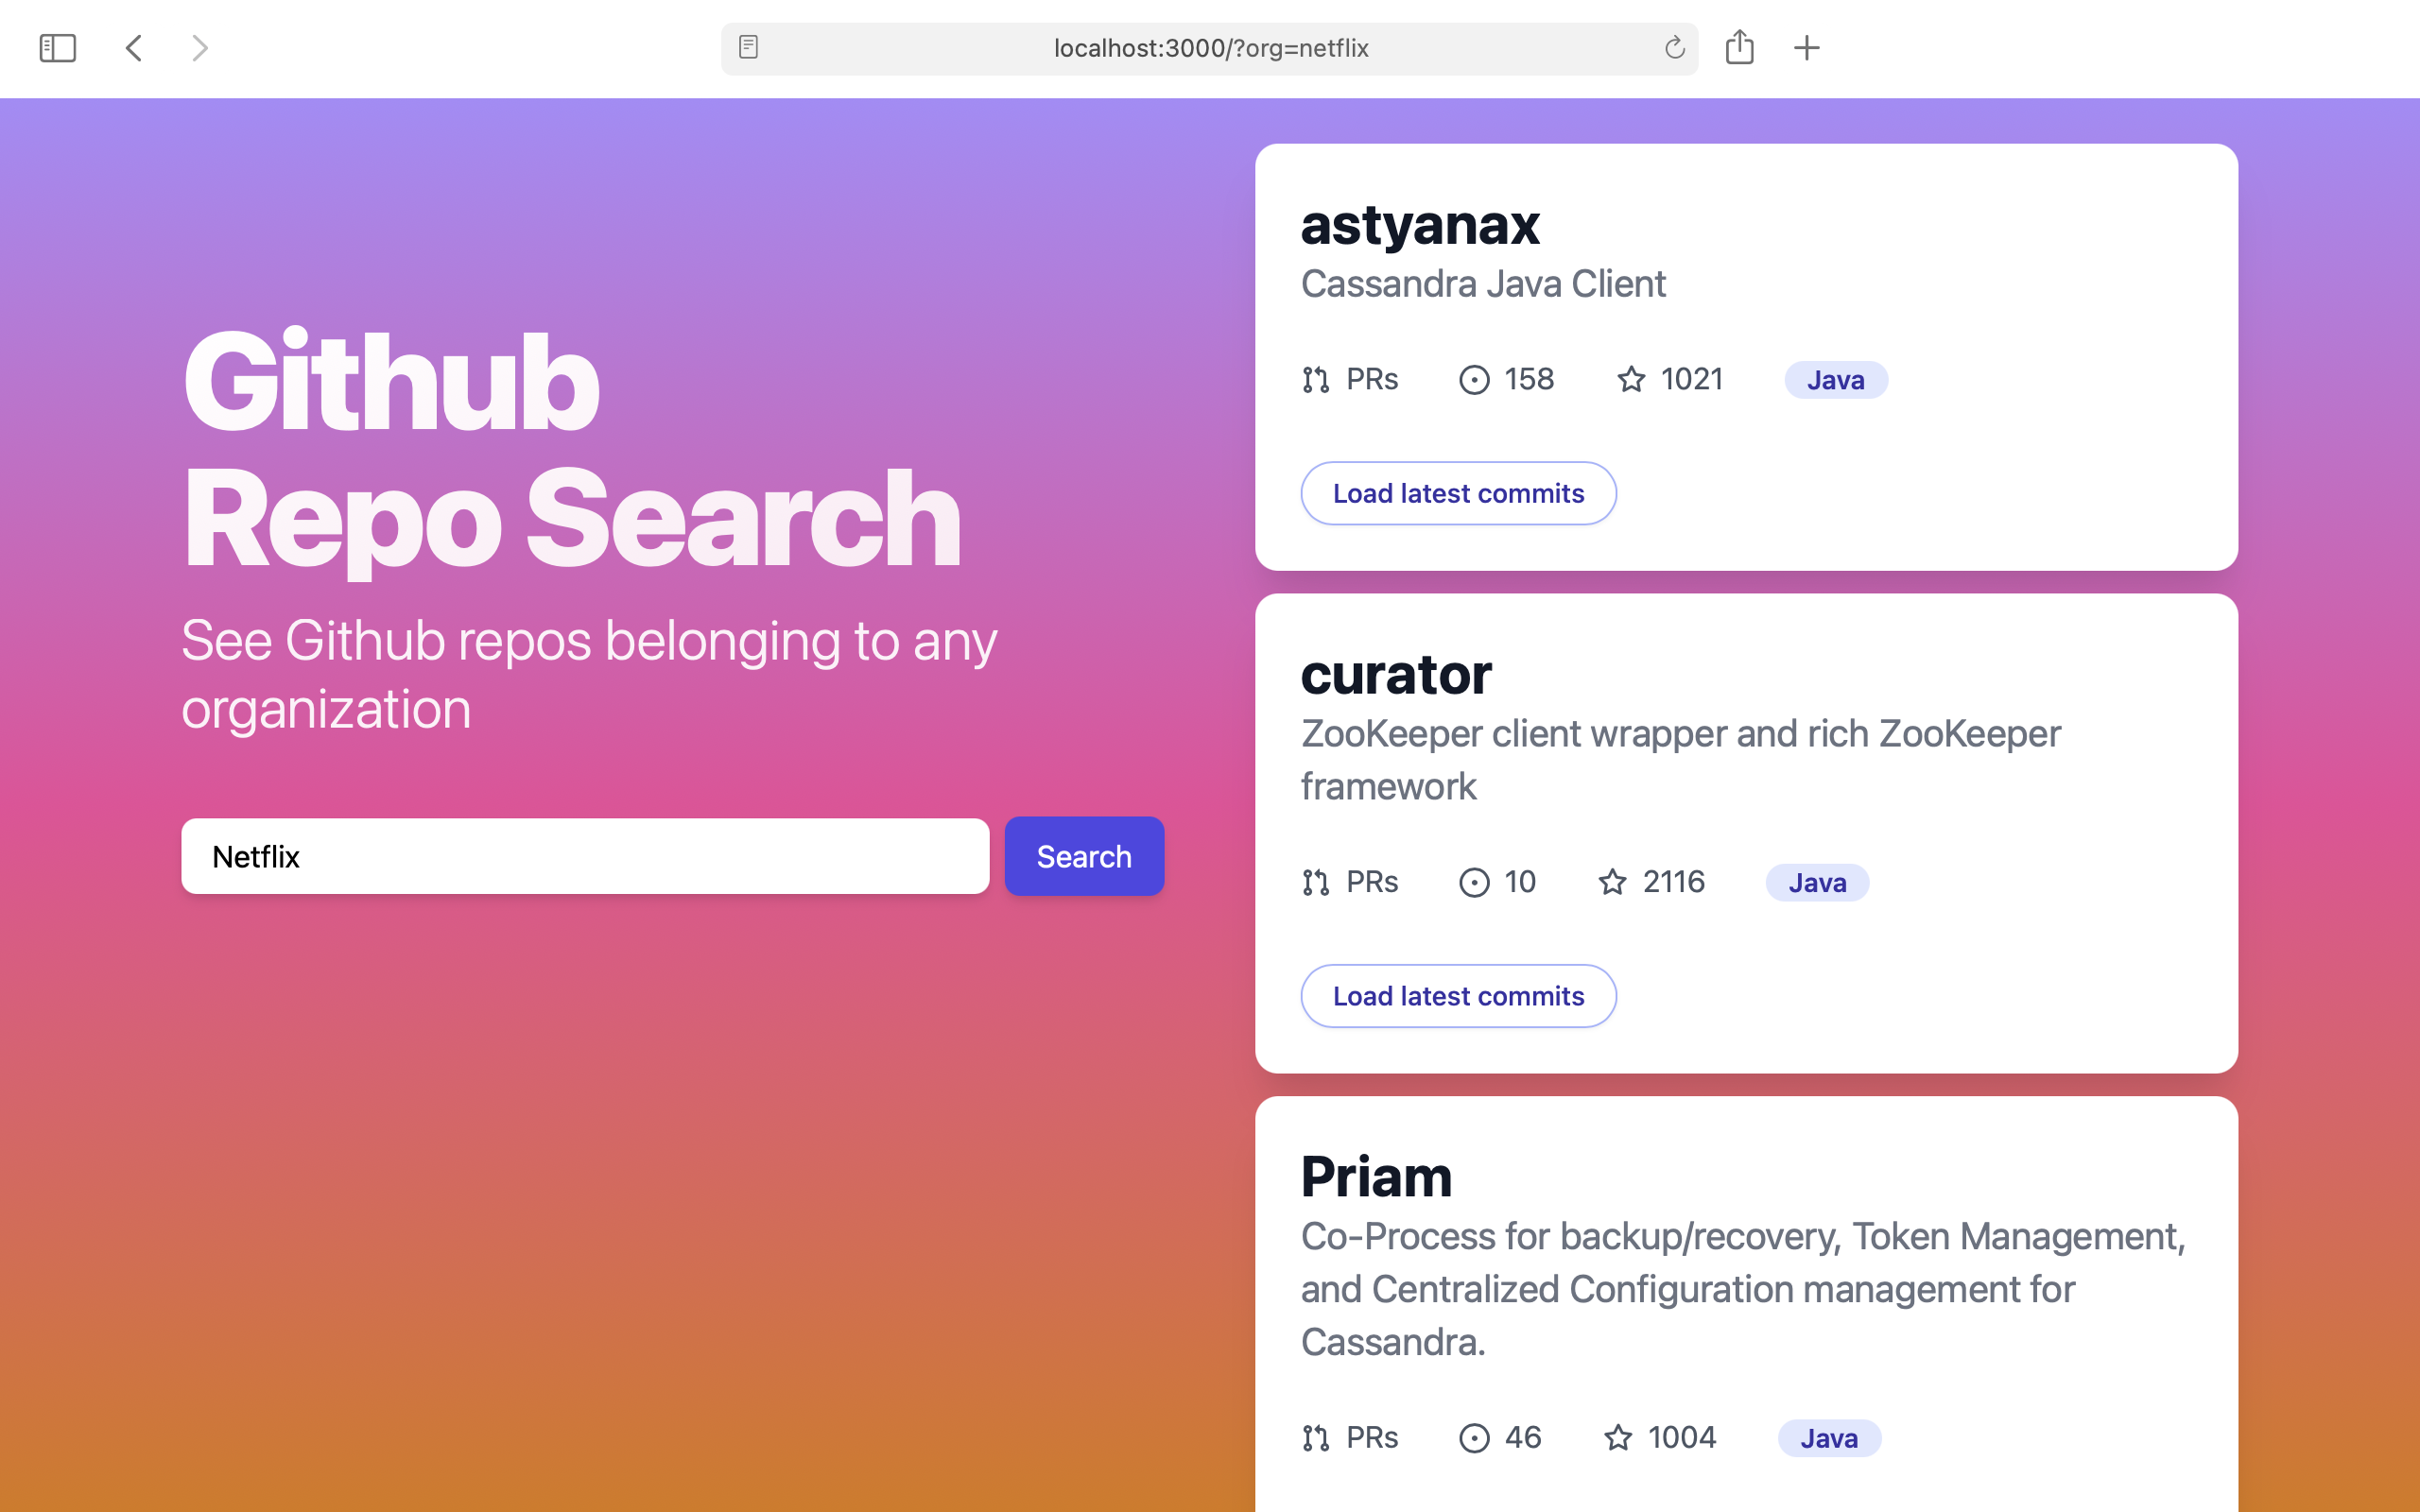 localhost:3000/?org=netflix
Github
Repo Search
See Github repos belonging to any
organization
Netflix
Search
astyanax
Cassandra Java Client
PRs 158 1021 Java
Load latest commits
curator
ZooKeeper client wrapper and rich ZooKeeper
framework
PRs 10 2116 Java
Load latest commits
Priam
Co-Process for backup/recovery, Token Management,
and Centralized Configuration management for
Cassandra.
PRs 46 1004 Java